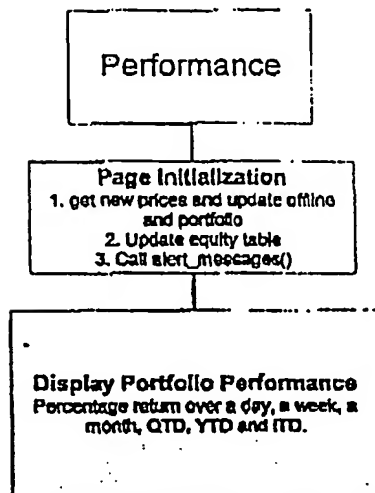 Performance
Page Initialization
1. get new prices and update offline
and portfolio
2. Update equity table
3. Call alert_messages()
Display Portfolio Performance
Percentage return over a day, a week, a
month, QTD, YTD and ITD.